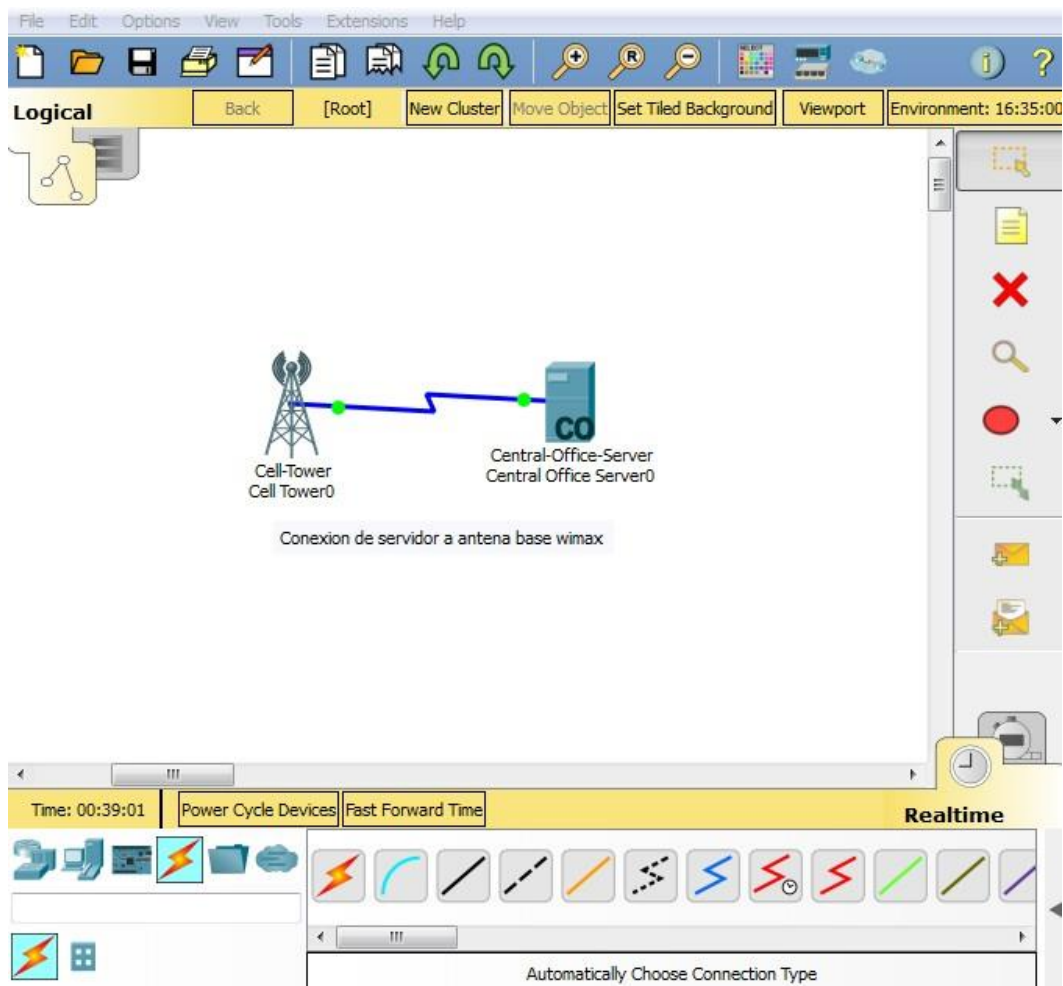 File Edit Options View Tools Extensions Help
Logical Back [Root] New Cluster Move Object Set Tiled Background Viewport Environment: 16:35:00
Cell-Tower
Cell Tower0
Central-Office-Server
Central Office Server0
CO
Conexion de servidor a antena base wimax
Time: 00:39:01 Power Cycle Devices Fast Forward Time Realtime
Automatically Choose Connection Type